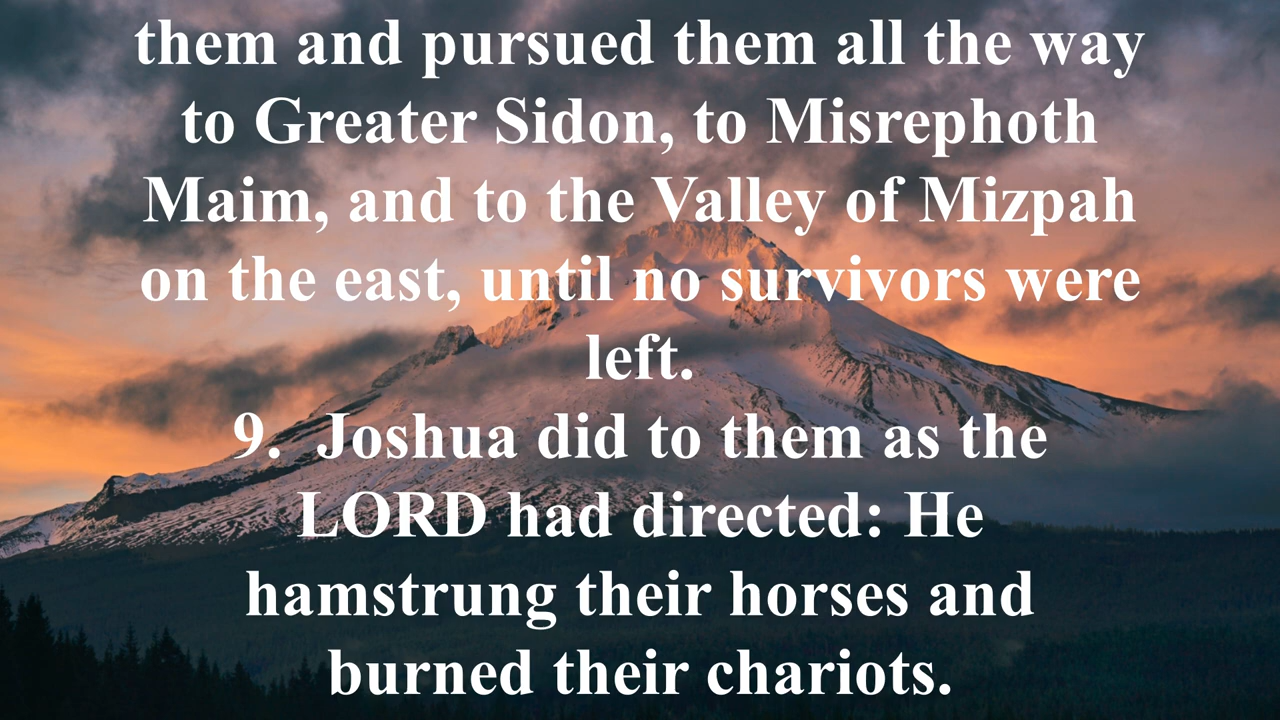 them and pursued them all the way
to Greater Sidon, to Misrephoth
Maim, and to the Valley of Mizpah
on the east, until no survivors were
left.
9.  Joshua did to them as the
LORD had directed: He
hamstrung their horses and
burned their chariots.